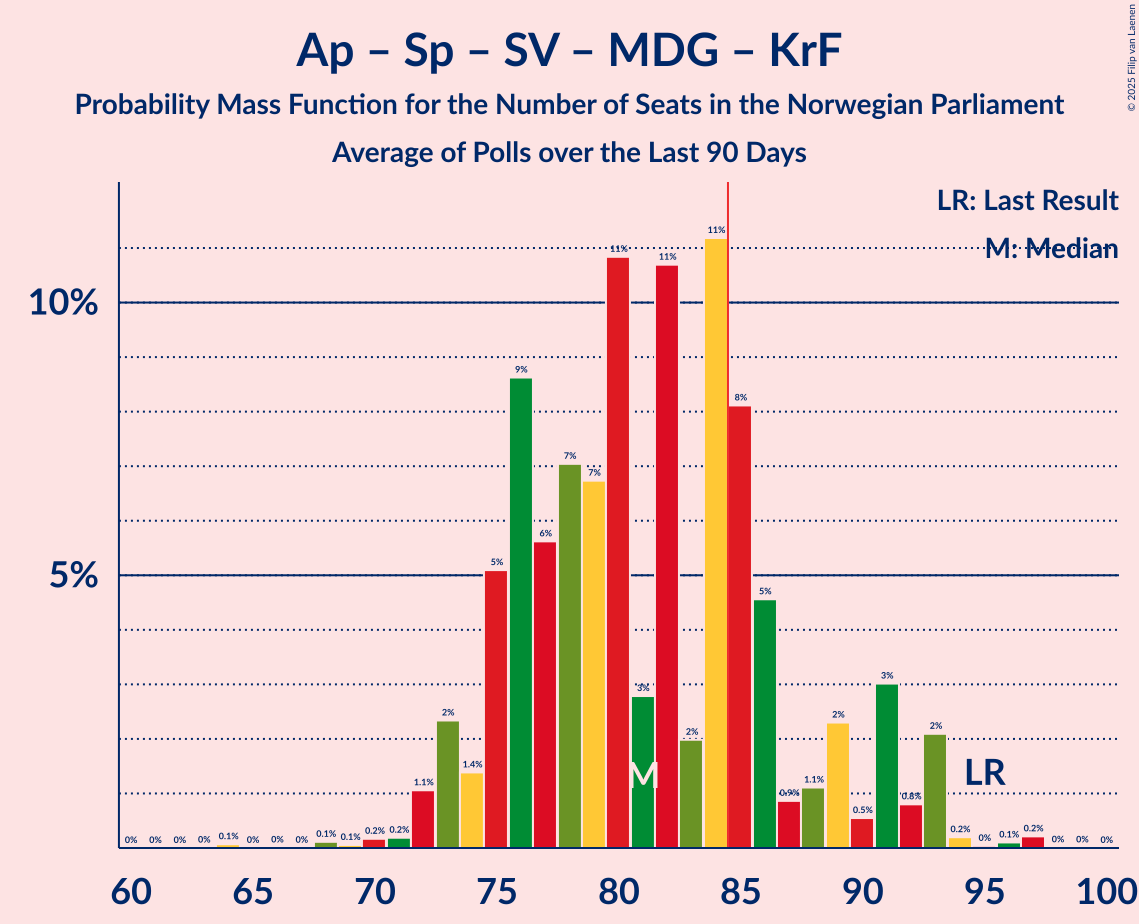 Ap – Sp – SV – MDG – KrF
Probability Mass Function for the Number of Seats in the Norwegian Parliament
Average of Polls over the Last 90 Days
© 2025 Filip van Laenen
LR: Last Result
M: Median
10%
5%
0% 0% 0% 0% 0.1% 0% 0% 0% 0.1% 0.1% 0.2% 0.2% 1.1% 2% 1.4% 5% 9% 6% 7% 7% 11% 3% 11% 2% 11% 8% 5% 0.9% 1.1% 2% 0.5% 3% 0.8% 2% 0.2% 0% 0.1% 0.2% 0% 0% 0%
M
LR
60 65 70 75 80 85 90 95 100